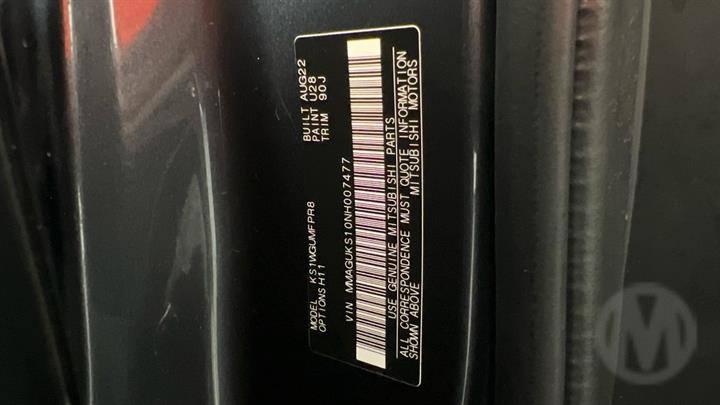 MODEL KS1WGUMFPR8 BUILT AUG22
OPTIONS H11 PAINT U28
TRIM 90J
VIN MMAGUKS10NH007477
USE GENUINE MITSUBISHI PARTS
ALL CORRESPONDENCE MUST QUOTE INFORMATION
SHOWN ABOVE MITSUBISHI MOTORS
M